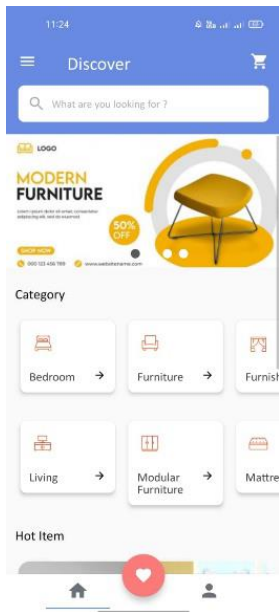 11:24
Discover
What are you looking for ?
LOGO
MODERN
FURNITURE
50%
OFF
SHOP NOW
www.websitename.com
Category
Bedroom
Furniture
Furnish
Living
Modular
Furniture
Mattre
Hot Item